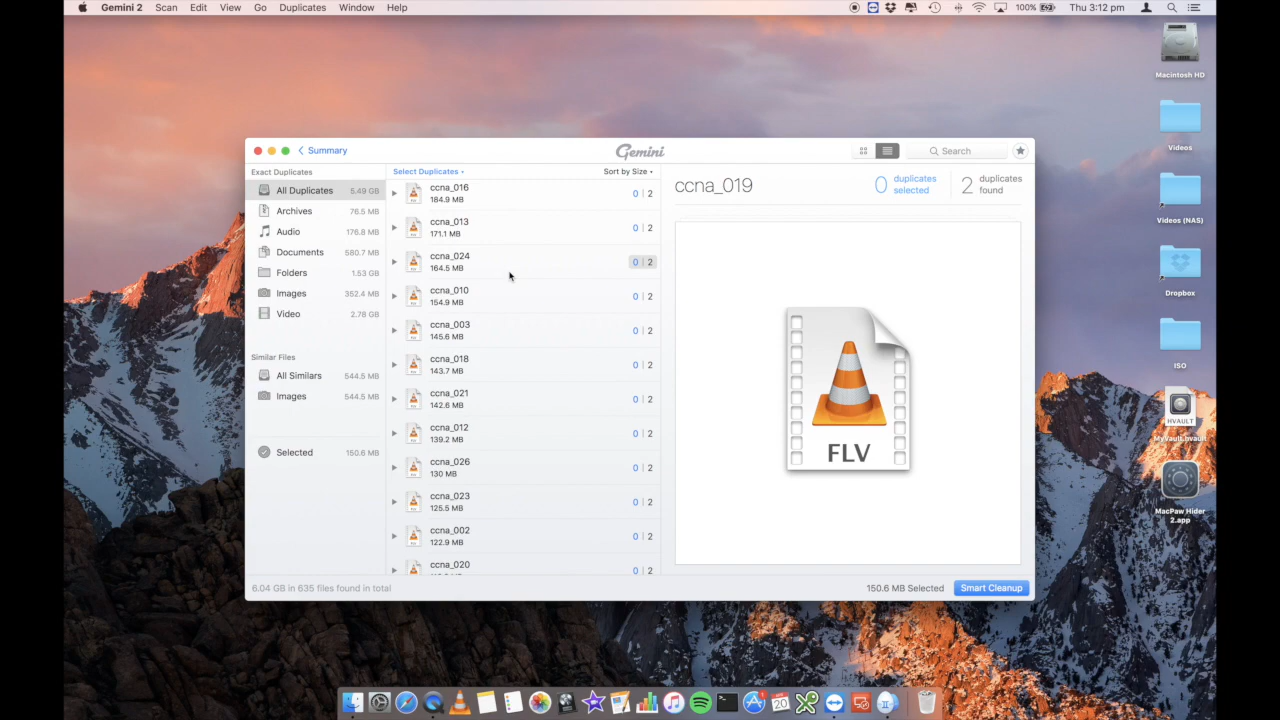 Gemini 2 Scan Edit View Go Duplicates Window Help 100% Thu 3:12 pm
Macintosh HD
Videos
Videos (NAS)
Dropbox
ISO
HVAULT
MyVault.hvault
MacPaw Hider
2.app
Summary
Gemini
Search
Exact Duplicates
All Duplicates 5.49 GB
Archives 76.5 MB
Audio 176.8 MB
Documents 580.7 MB
Folders 1.53 GB
Images 352.4 MB
Video 2.78 GB
Similar Files
All Similars 544.5 MB
Images 544.5 MB
Selected 150.6 MB
Select Duplicates Sort by Size
ccna_016
184.9 MB
0 | 2
ccna_013
171.1 MB
0 | 2
ccna_024
164.5 MB
0 | 2
ccna_010
154.9 MB
0 | 2
ccna_003
145.6 MB
0 | 2
ccna_018
143.7 MB
0 | 2
ccna_021
142.6 MB
0 | 2
ccna_012
139.2 MB
0 | 2
ccna_026
130 MB
0 | 2
ccna_023
125.5 MB
0 | 2
ccna_002
122.9 MB
0 | 2
ccna_020
0 | 2
ccna_019
0 duplicates selected
2 duplicates found
FLV
6.04 GB in 635 files found in total
150.6 MB Selected
Smart Cleanup